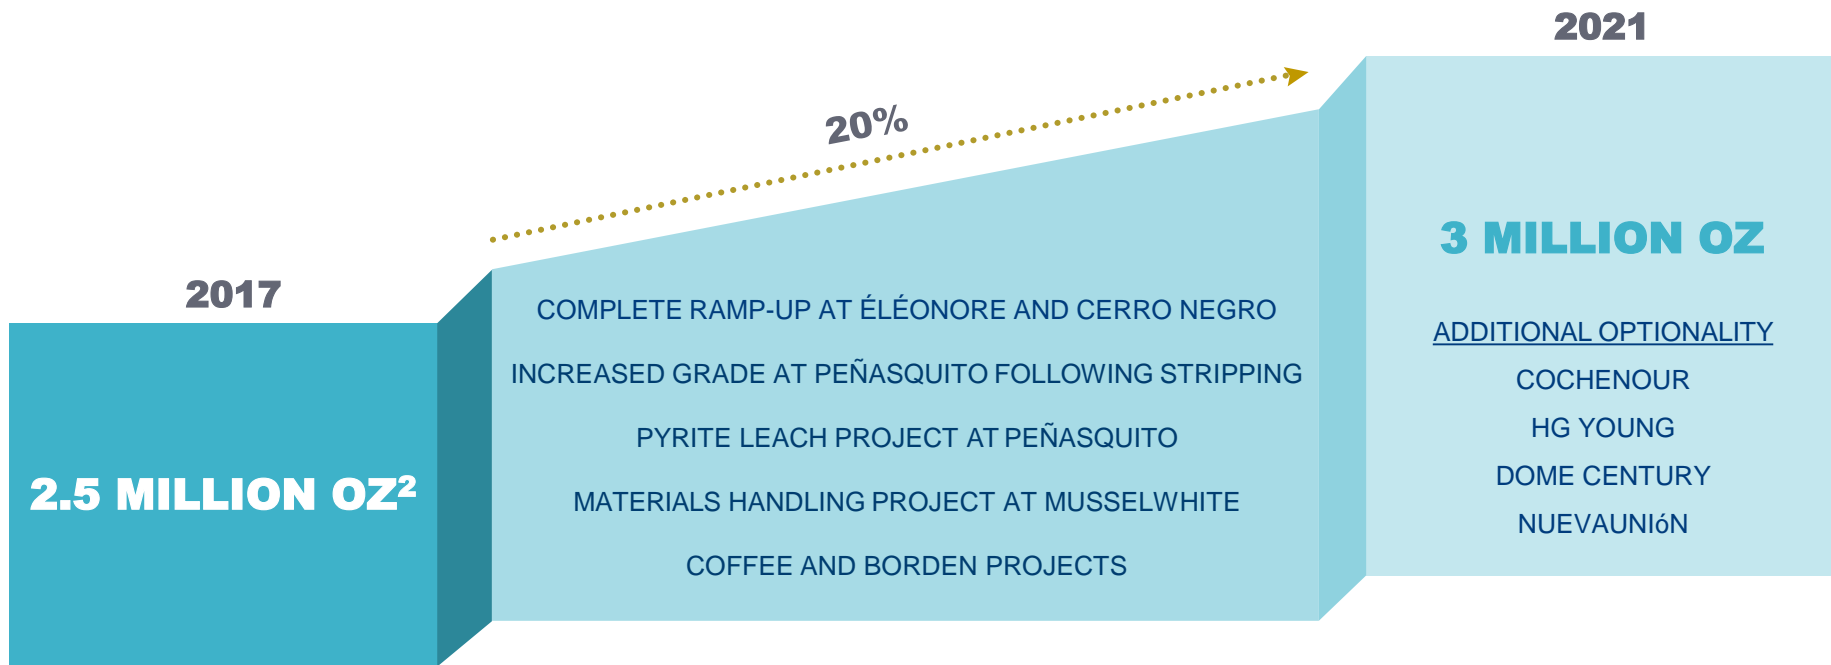 2017
2.5 MILLION OZ²
20%
COMPLETE RAMP-UP AT ÉLÉONORE AND CERRO NEGRO
INCREASED GRADE AT PEÑASQUITO FOLLOWING STRIPPING
PYRITE LEACH PROJECT AT PEÑASQUITO
MATERIALS HANDLING PROJECT AT MUSSELWHITE
COFFEE AND BORDEN PROJECTS
2021
3 MILLION OZ
ADDITIONAL OPTIONALITY
COCHENOUR
HG YOUNG
DOME CENTURY
NUEVAUNIóN